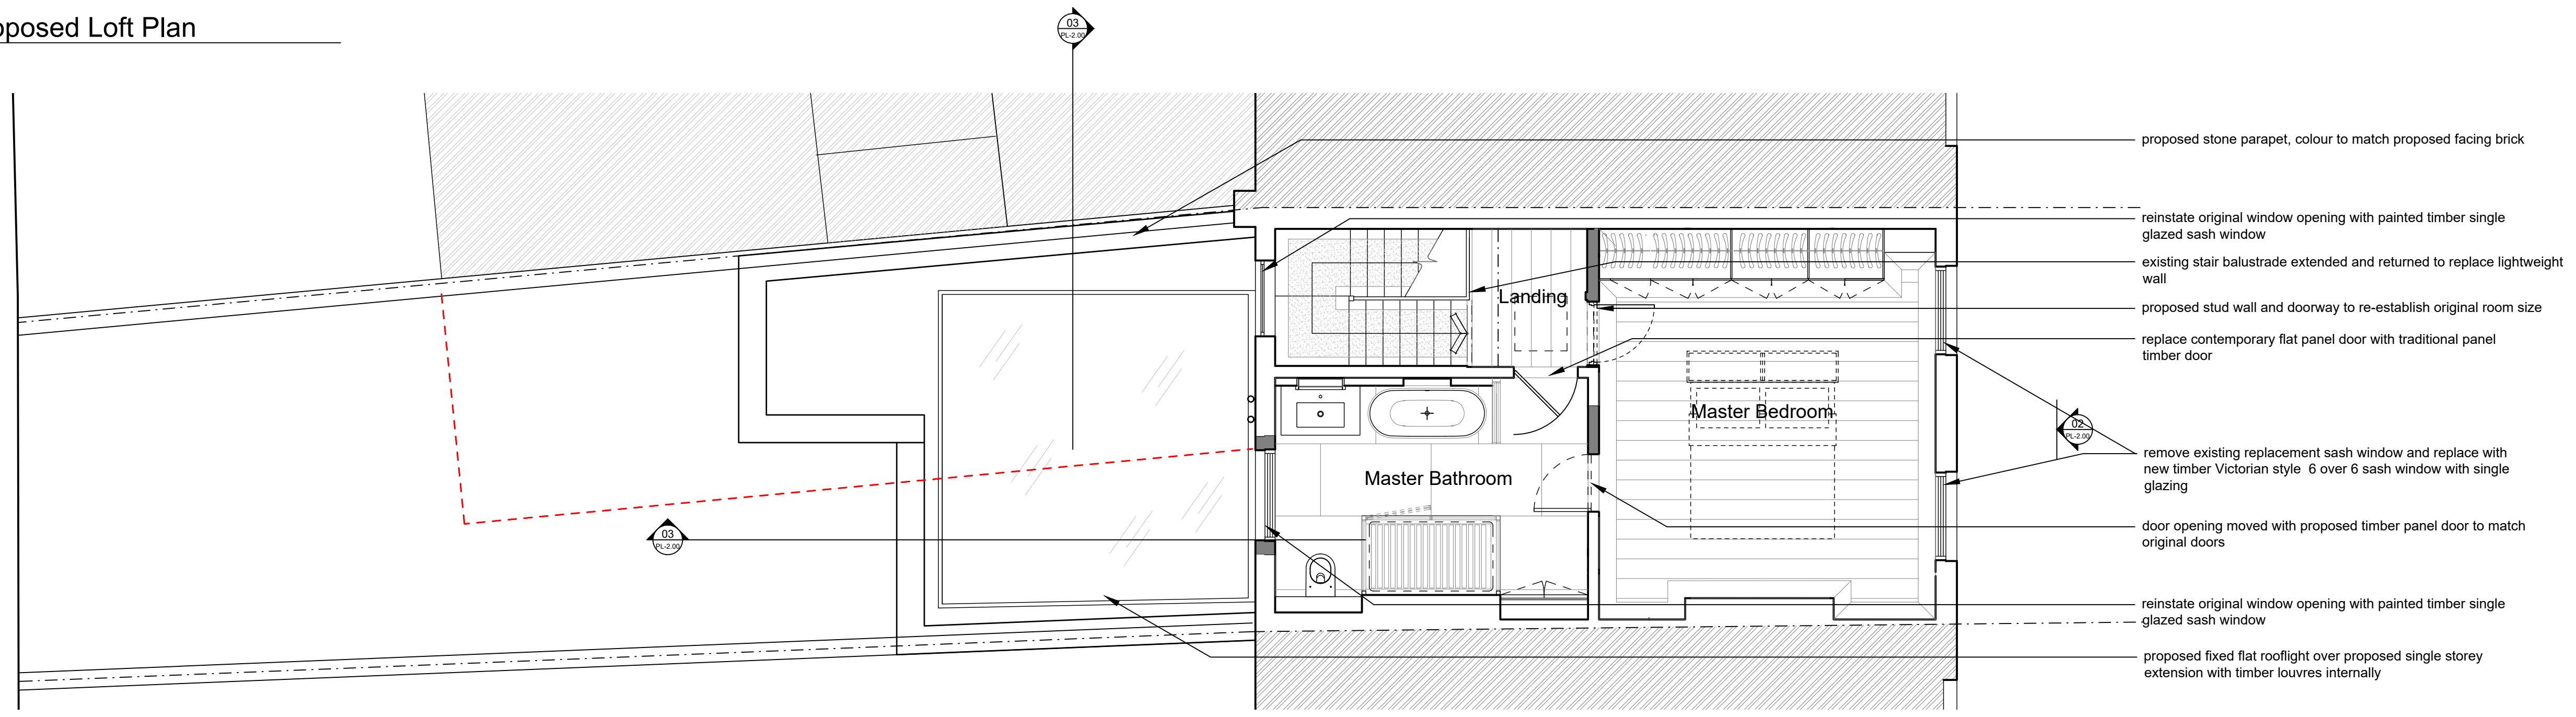 oposed Loft Plan
03
PL-2.00
proposed stone parapet, colour to match proposed facing brick
reinstate original window opening with painted timber single
glazed sash window
existing stair balustrade extended and returned to replace lightweight
wall
Landing
proposed stud wall and doorway to re-establish original room size
replace contemporary flat panel door with traditional panel
timber door
Master Bedroom
02
PL-2.00
remove existing replacement sash window and replace with
new timber Victorian style 6 over 6 sash window with single
glazing
Master Bathroom
03
PL-2.00
door opening moved with proposed timber panel door to match
original doors
reinstate original window opening with painted timber single
glazed sash window
proposed fixed flat rooflight over proposed single storey
extension with timber louvres internally